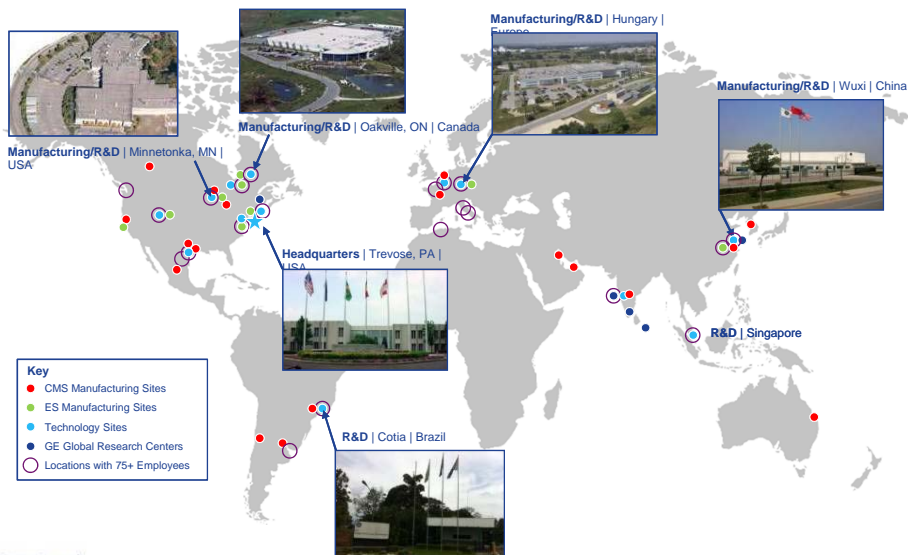 Manufacturing/R&D | Hungary |
Europe
Manufacturing/R&D | Wuxi | China
Manufacturing/R&D | Oakville, ON | Canada
Manufacturing/R&D | Minnetonka, MN |
USA
Headquarters | Trevose, PA |
USA
R&D | Singapore
Key
CMS Manufacturing Sites
ES Manufacturing Sites
Technology Sites
GE Global Research Centers
Locations with 75+ Employees
R&D | Cotia | Brazil